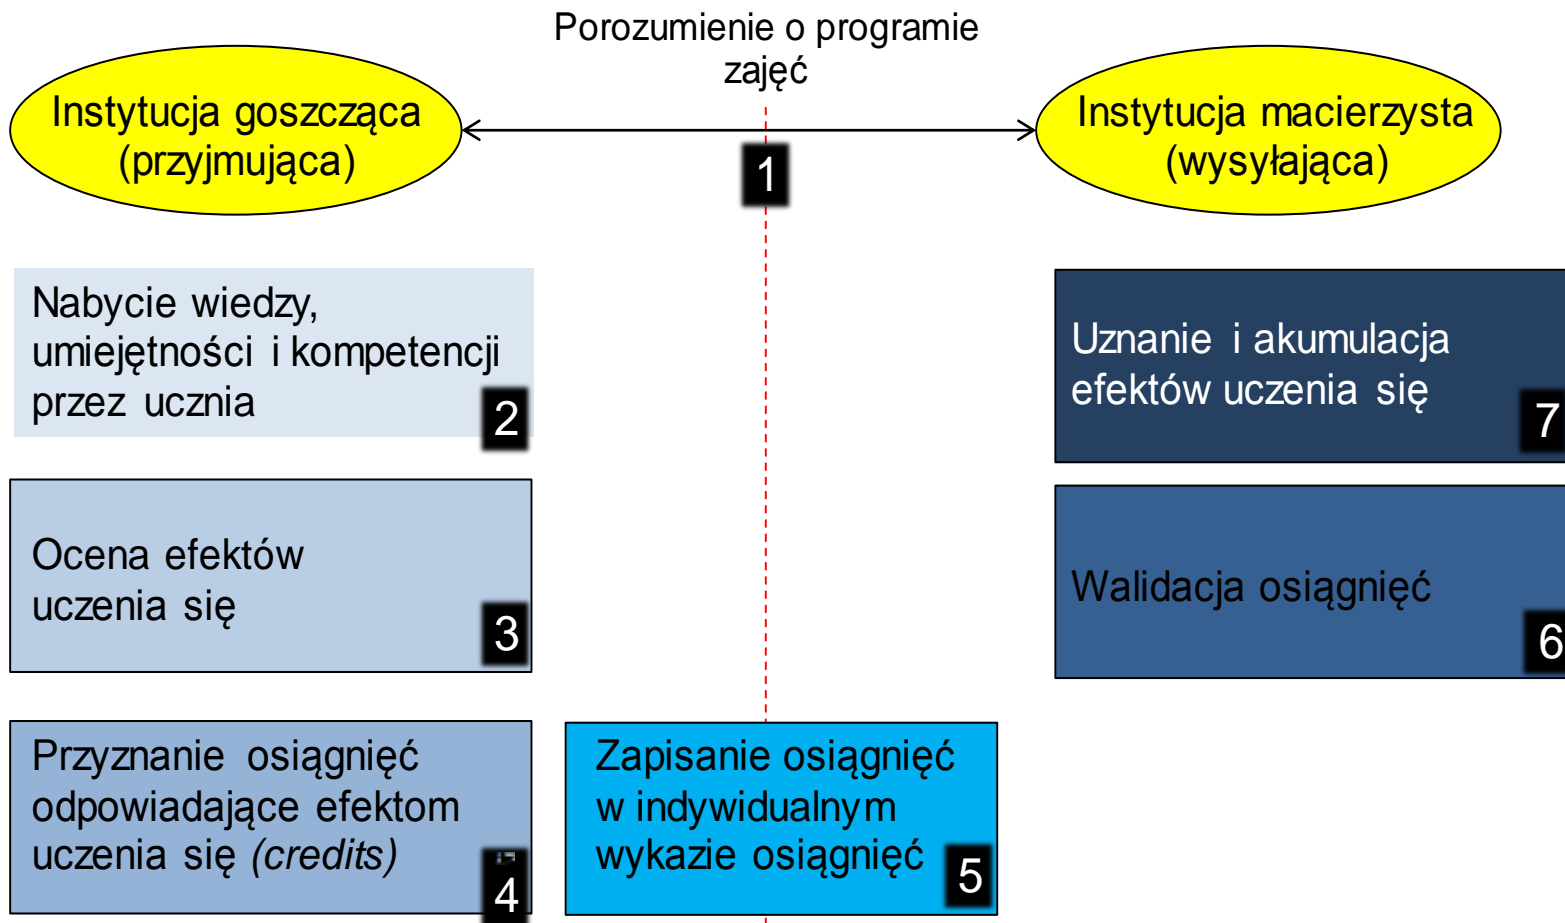 Porozumienie o programie
zajęć
Instytucja goszcząca
(przyjmująca)
Instytucja macierzysta
(wysyłająca)
1
Nabycie wiedzy,
umiejętności i kompetencji
przez ucznia
2
Uznanie i akumulacja
efektów uczenia się
7
Ocena efektów
uczenia się
3
Walidacja osiągnięć
6
Przyznanie osiągnięć
odpowiadające efektom
uczenia się (credits)
4
Zapisanie osiągnięć
w indywidualnym
wykazie osiągnięć
5